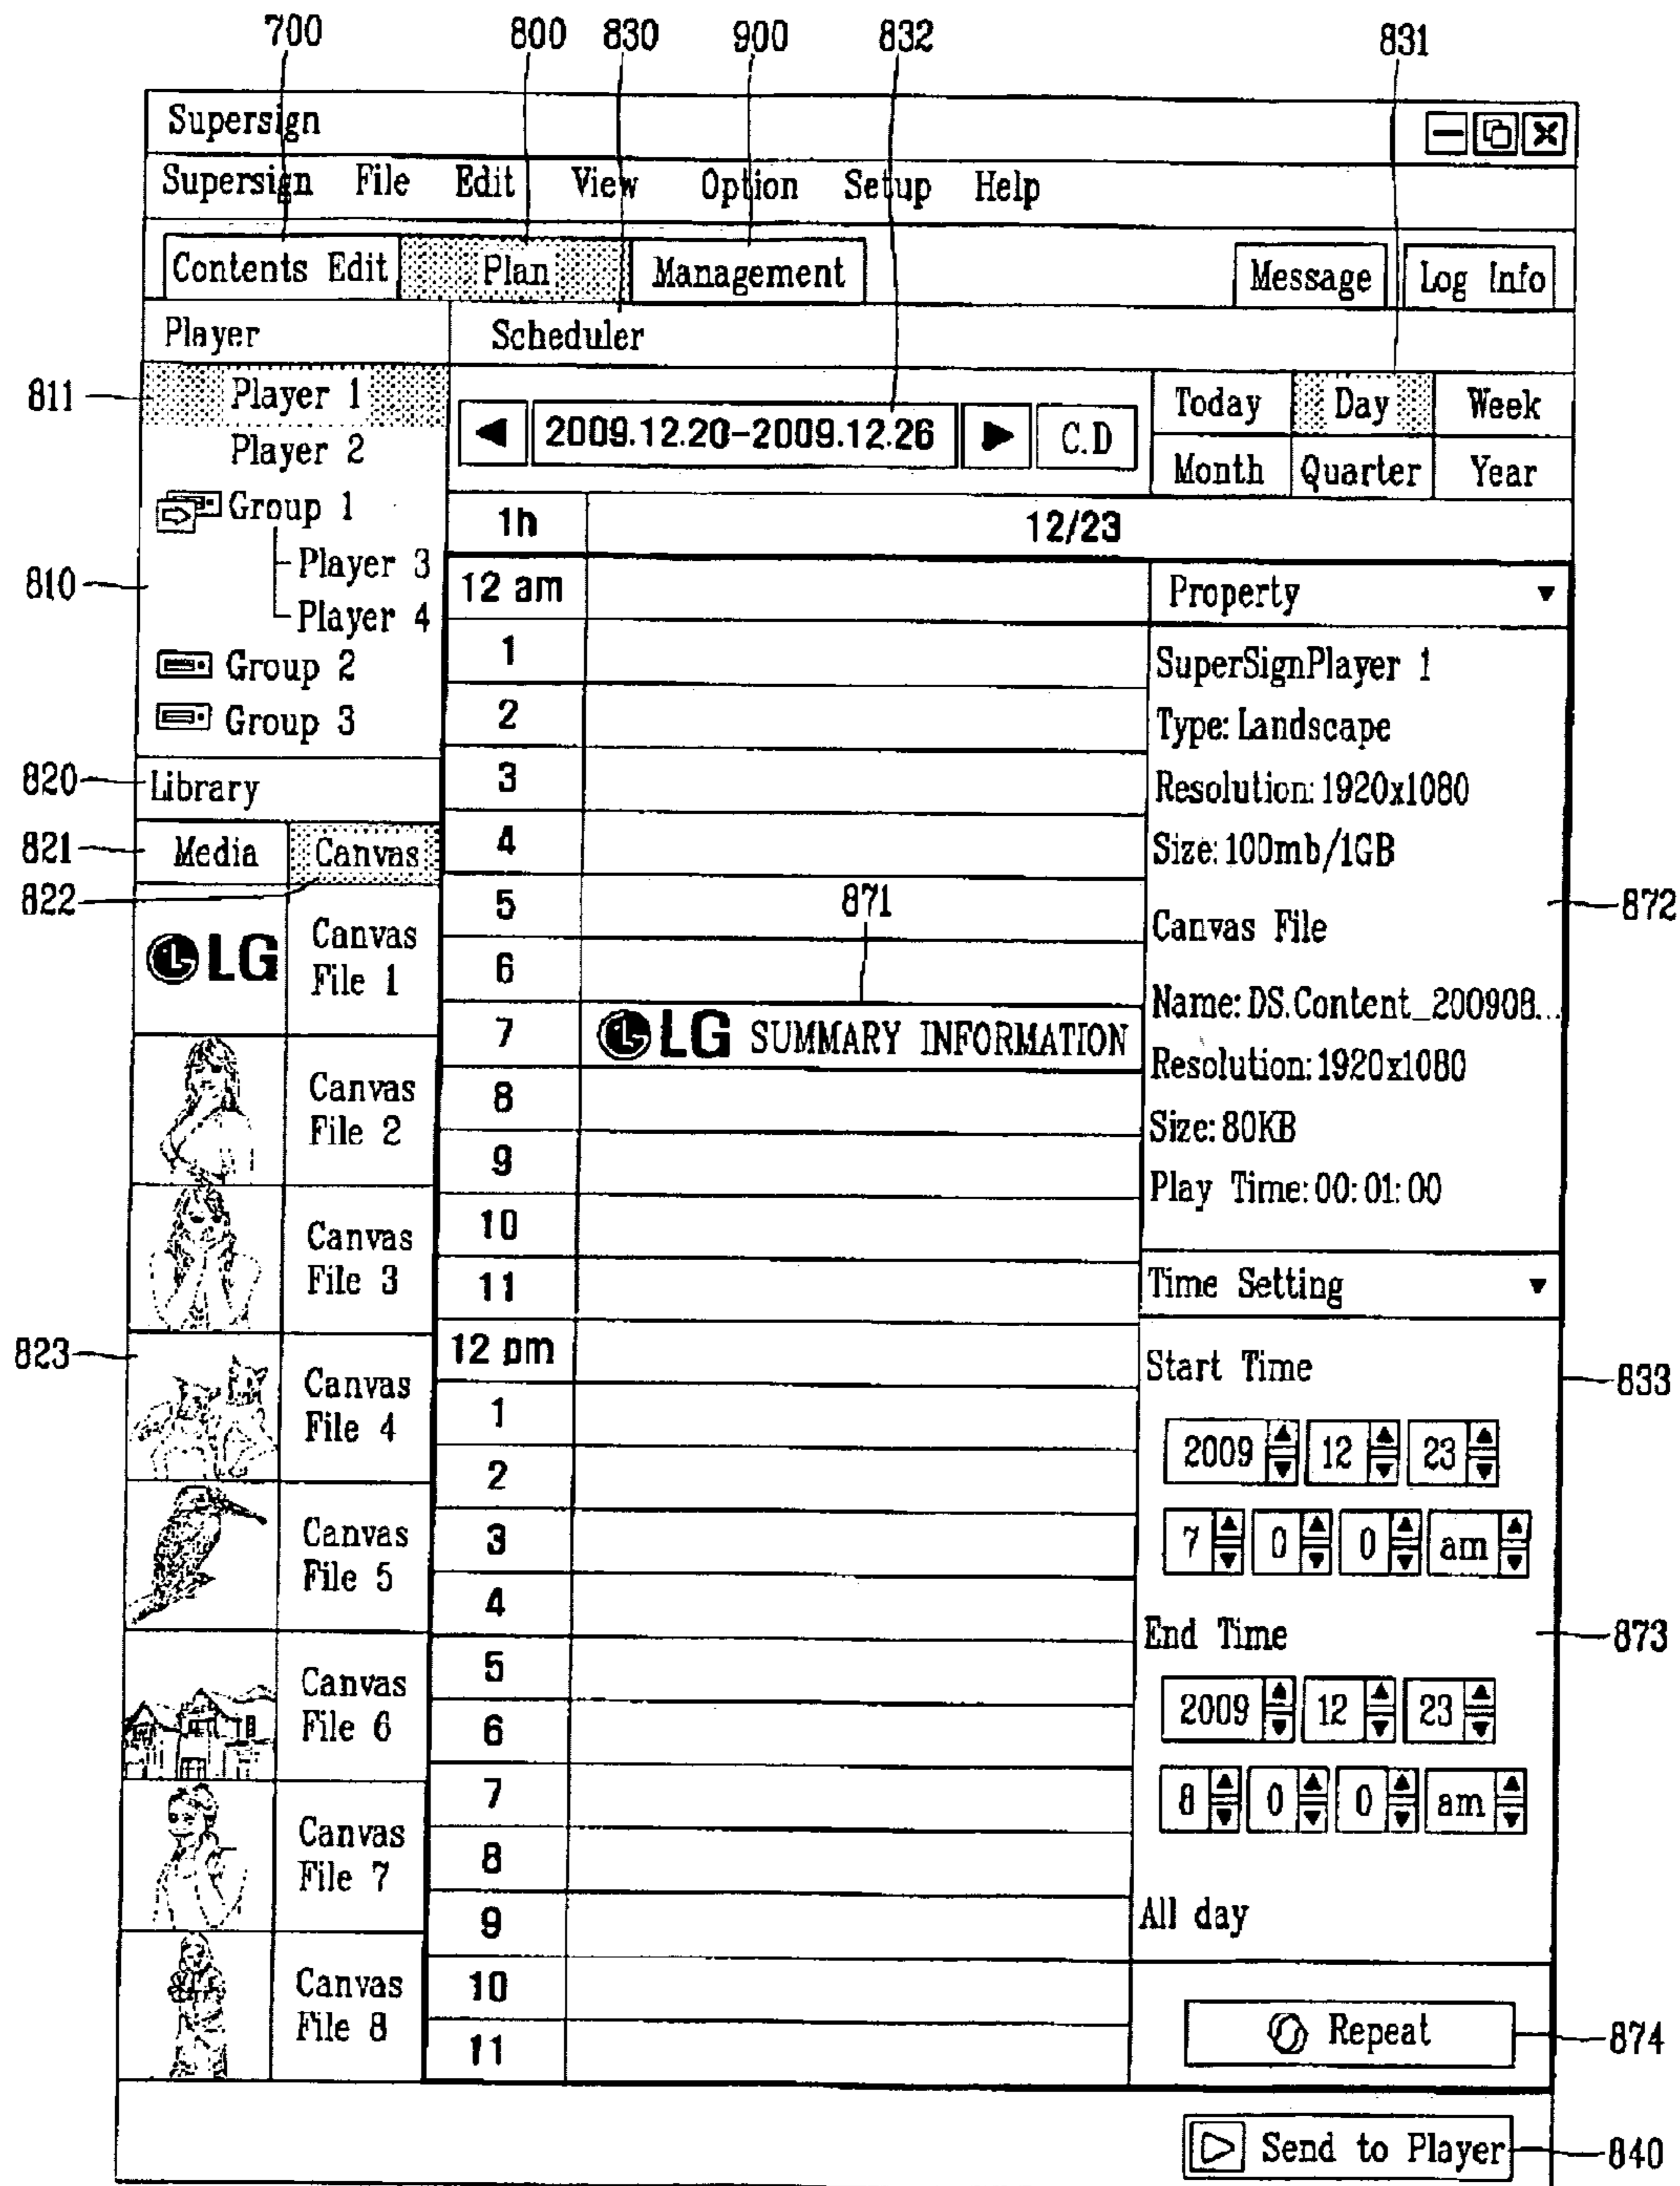 700 800 830 900 832 831
Supersign
Supersign File Edit View Option Setup Help
Contents Edit Plan Management Message Log Info
Player Scheduler
811 Player 1
Player 2
Group 1
Player 3
810
Player 4
Group 2
Group 3
2009.12.20-2009.12.26 C.D
Today Day Week
Month Quarter Year
1h 12/23
820 Library
821 Media Canvas
822
LG Canvas
File 1
Canvas
File 2
Canvas
File 3
823
Canvas
File 4
Canvas
File 5
Canvas
File 6
Canvas
File 7
Canvas
File 8
12 am
1
2
3
4
5
6
7
8
9
10
11
12 pm
1
2
3
4
5
6
7
8
9
10
11
871
LG SUMMARY INFORMATION
Property
SuperSignPlayer 1
Type: Landscape
Resolution: 1920x1080
Size: 100mb/1GB
872
Canvas File
Name: DS.Content_200908...
Resolution: 1920x1080
Size: 80KB
Play Time: 00:01:00
Time Setting
Start Time
833
2009 12 23
7 0 0 am
End Time
873
2009 12 23
8 0 0 am
All day
Repeat 874
Send to Player 840